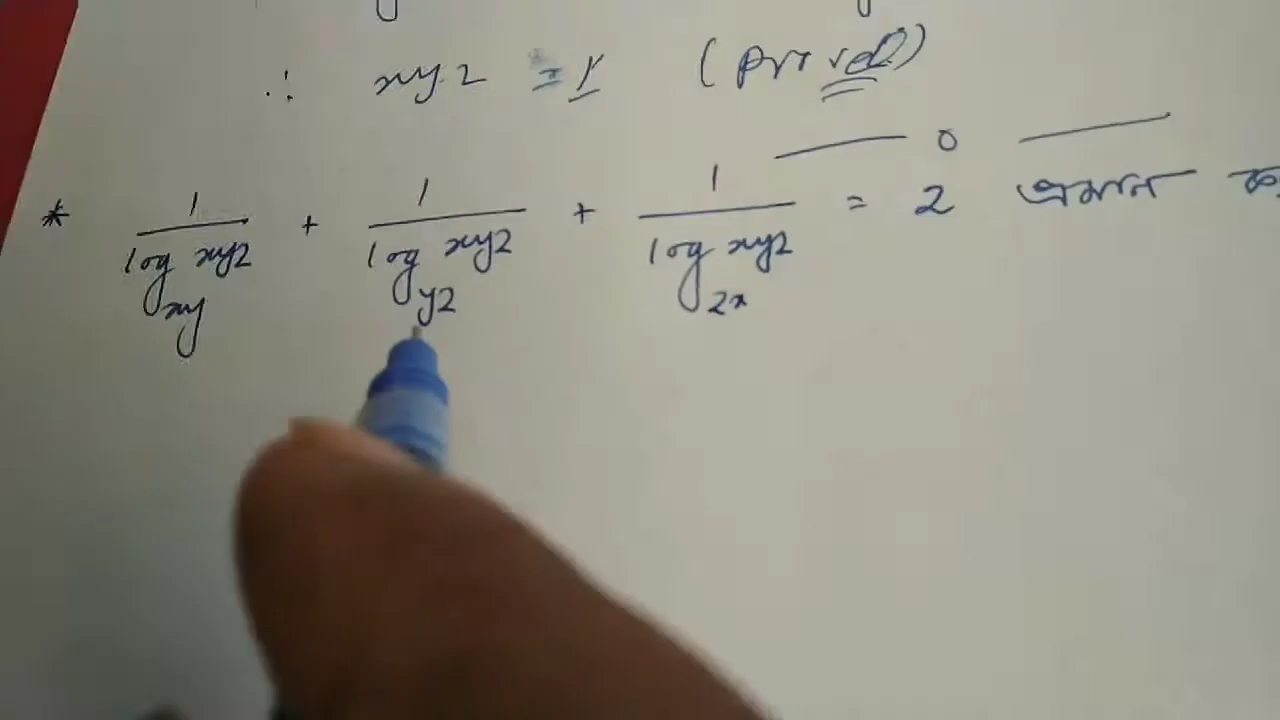 ∴ xyz = 1 (Proved)
* 1/log_xy xyz + 1/log_yz xyz + 1/log_zx xyz = 2 প্রমান